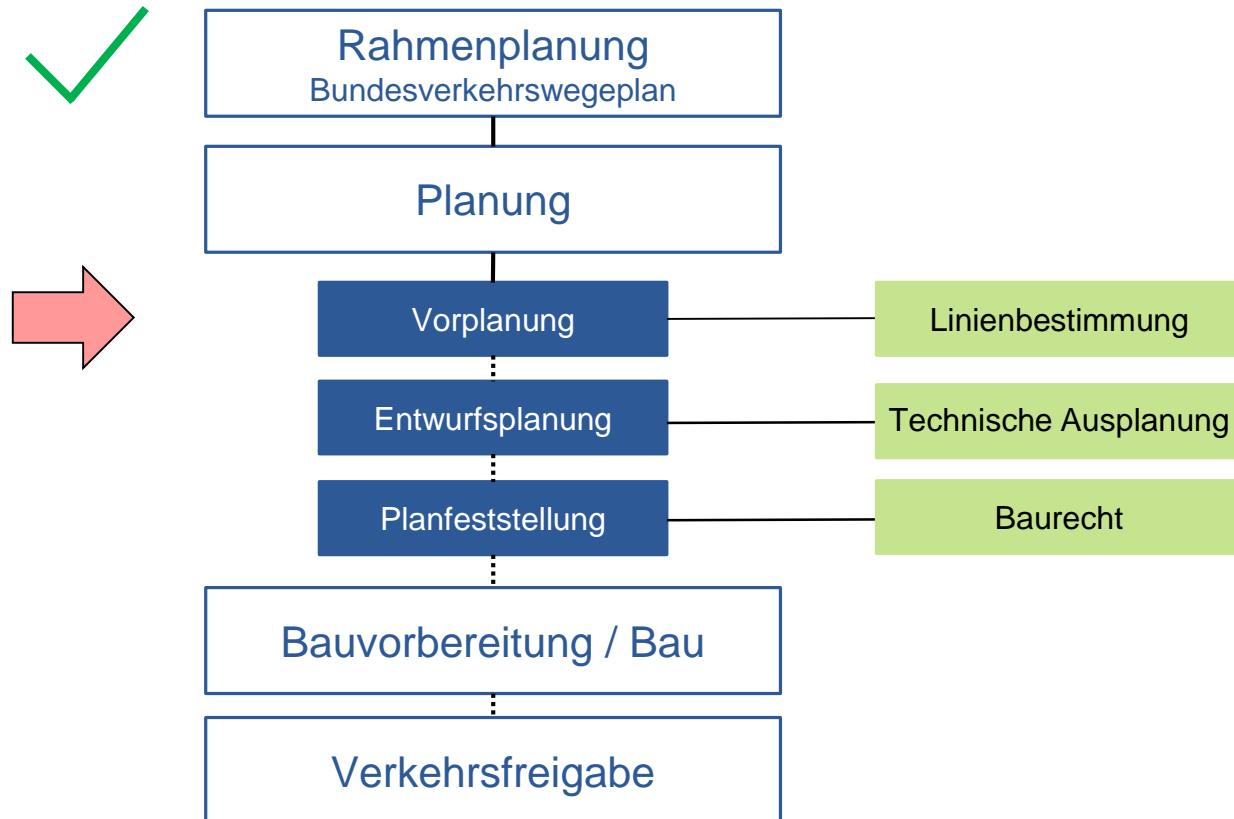 Rahmenplanung
Bundesverkehrswegeplan
Planung
Vorplanung
Linienbestimmung
Entwurfsplanung
Technische Ausplanung
Planfeststellung
Baurecht
Bauvorbereitung / Bau
Verkehrsfreigabe